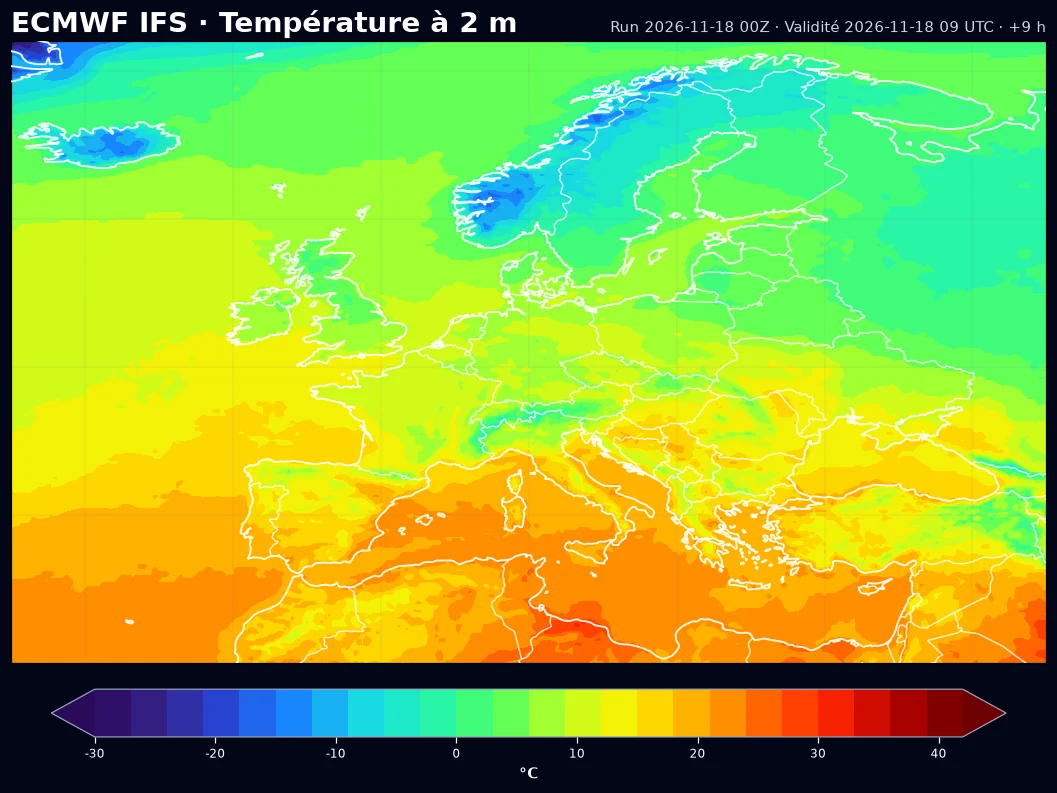 ECMWF IFS · Température à 2 m
Run 2026-11-18 00Z · Validité 2026-11-18 09 UTC · +9 h
-30 -20 -10 0 10 20 30 40
°C